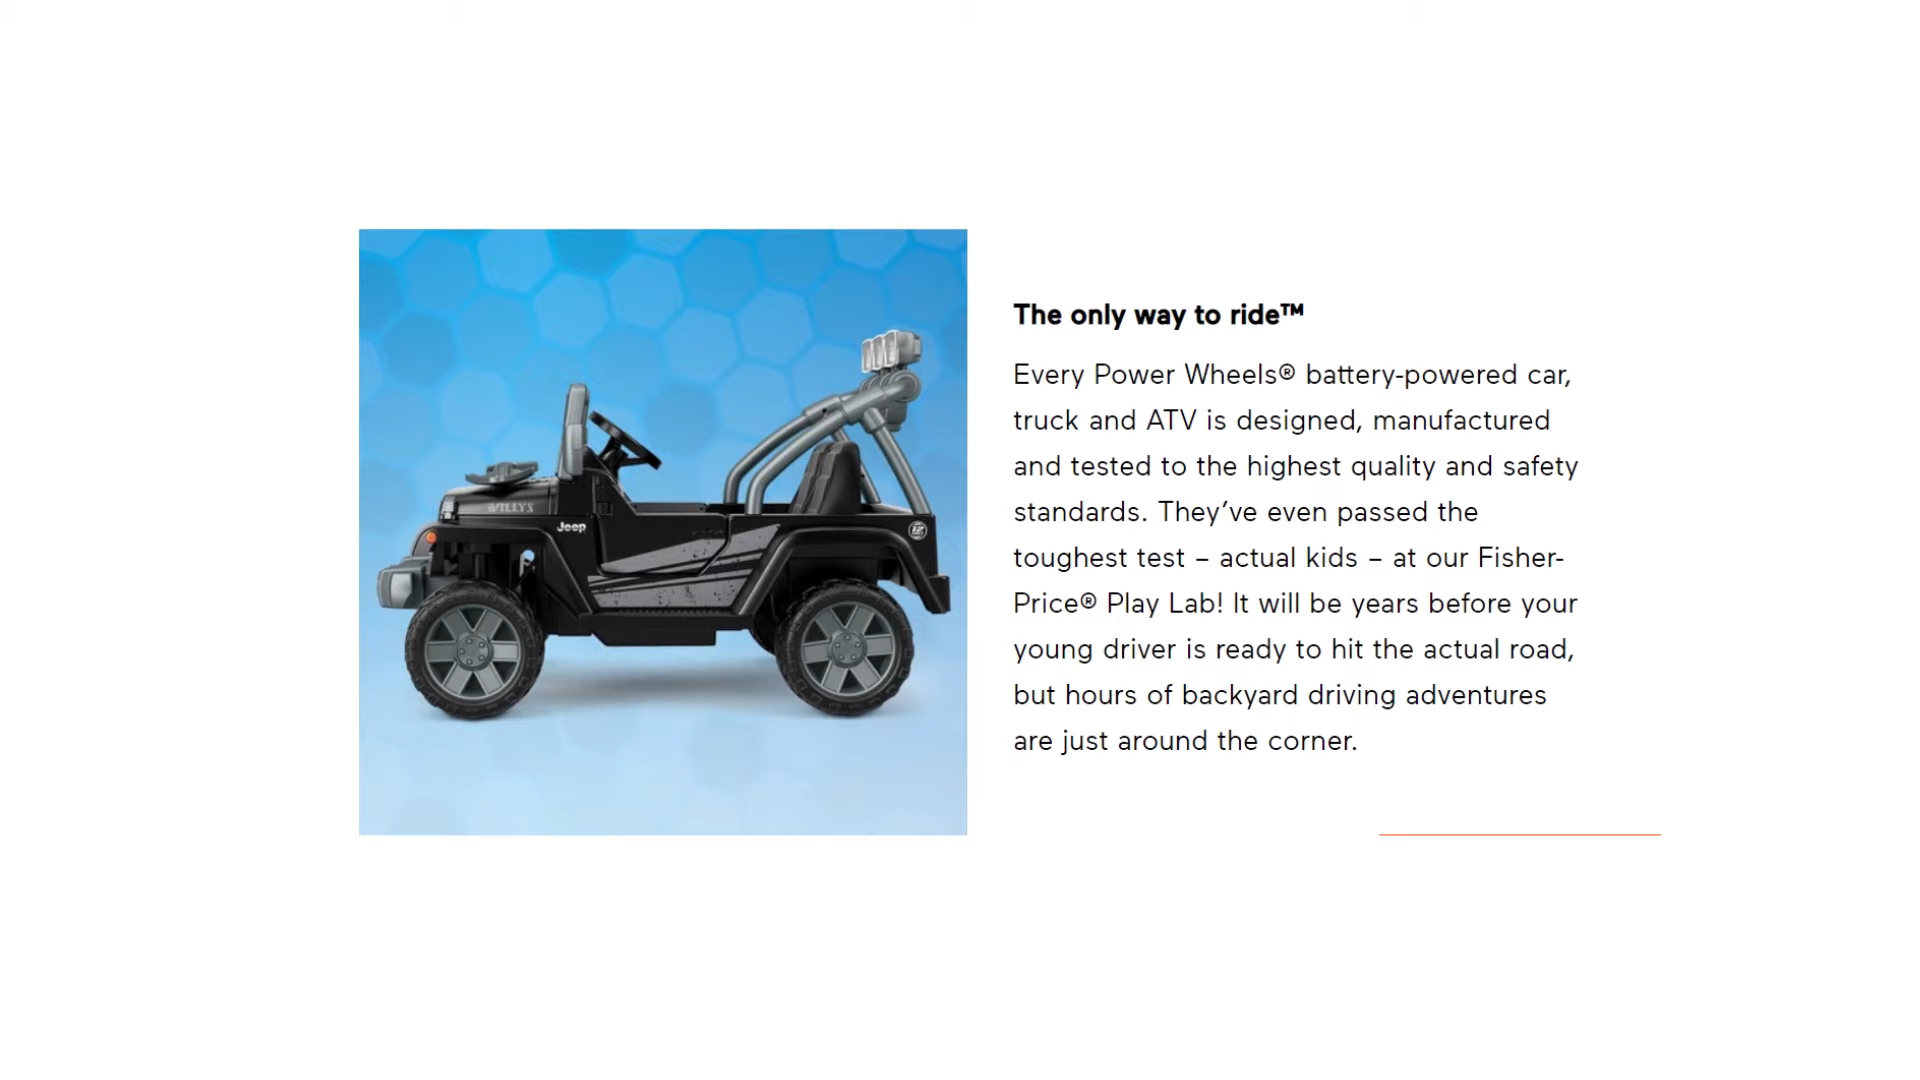 The only way to ride™
Every Power Wheels® battery-powered car,
truck and ATV is designed, manufactured
and tested to the highest quality and safety
standards. They’ve even passed the
toughest test – actual kids – at our Fisher-
Price® Play Lab! It will be years before your
young driver is ready to hit the actual road,
but hours of backyard driving adventures
are just around the corner.
WILLYS
Jeep